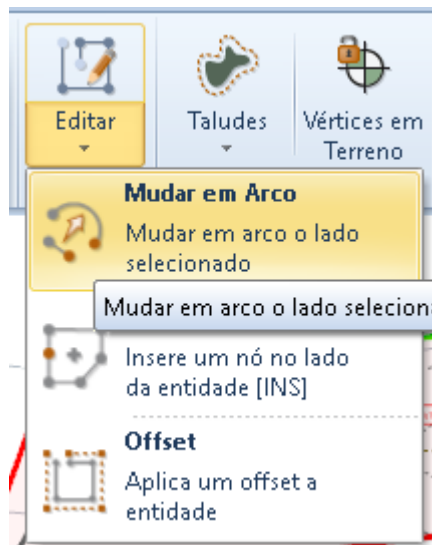 Editar
Taludes
Vértices em
Terreno
Mudar em Arco
Mudar em arco o lado
selecionado
Mudar em arco o lado
Insere um nó no lado
da entidade [INS]
Offset
Aplica um offset a
entidade